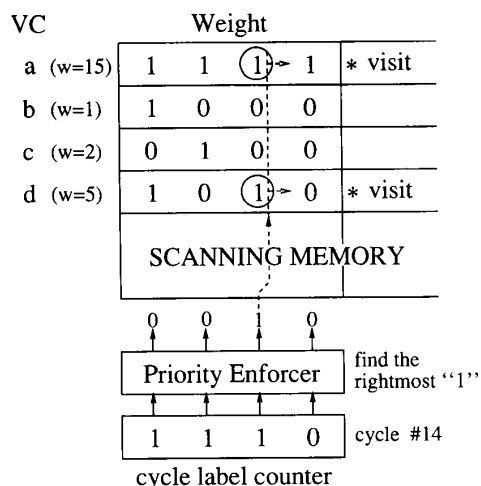 VC Weight
a (w=15) 1 1 1 1 * visit
b (w=1) 1 0 0 0
c (w=2) 0 1 0 0
d (w=5) 1 0 1 0 * visit
SCANNING MEMORY
0 0 1 0
Priority Enforcer find the
rightmost “1”
1 1 1 0 cycle #14
cycle label counter